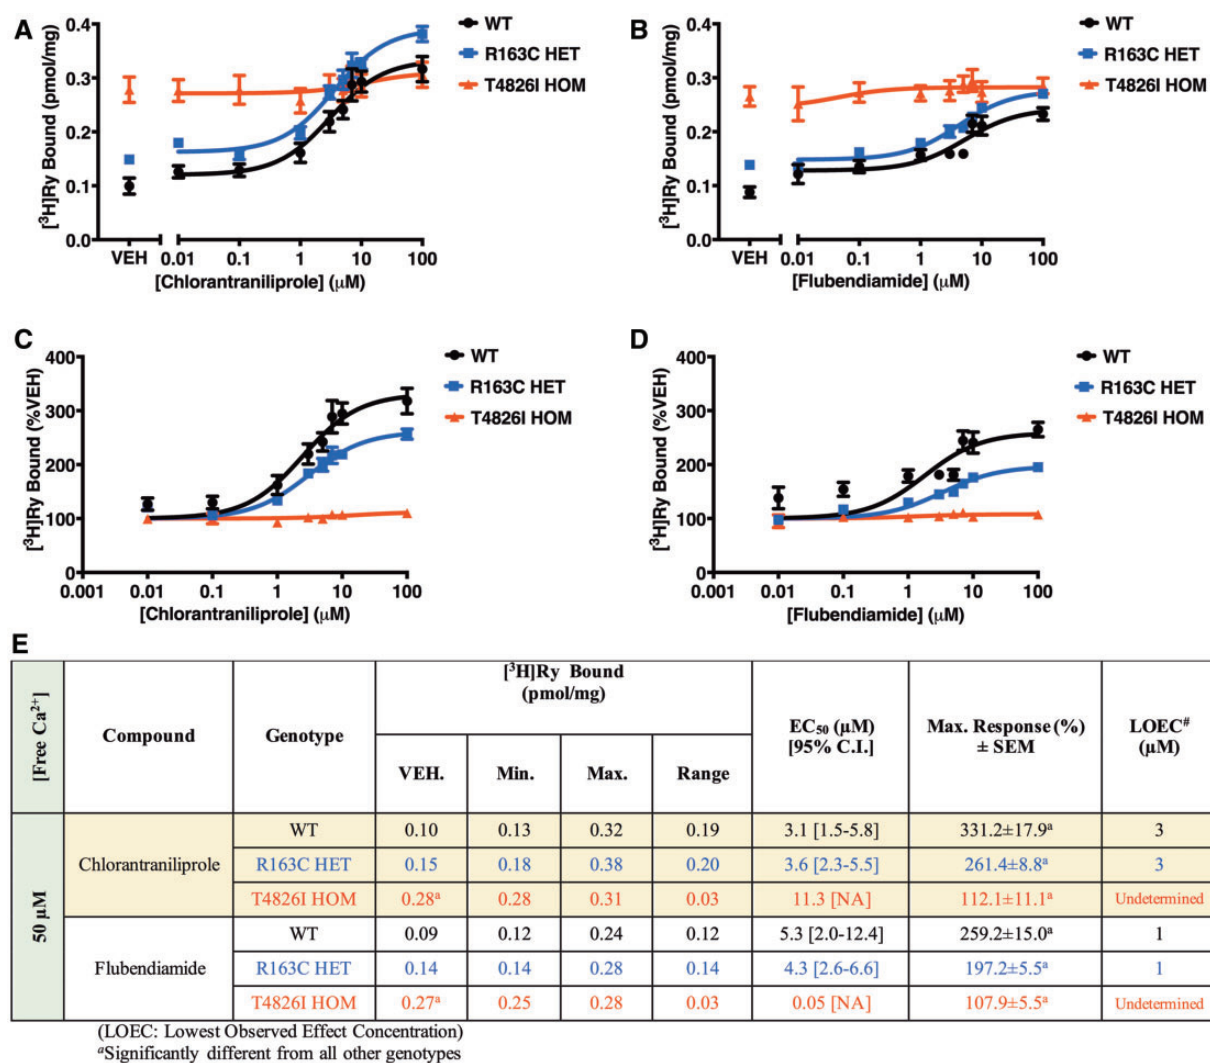 A
0.4
0.3
0.2
0.1
0.0
[³H]Ry Bound (pmol/mg)
VEH 0.01 0.1 1 10 100
[Chlorantraniliprole] (μM)
WT
R163C HET
T4826I HOM
B
0.4
0.3
0.2
0.1
0.0
[³H]Ry Bound (pmol/mg)
VEH 0.01 0.1 1 10 100
[Flubendiamide] (μM)
WT
R163C HET
T4826I HOM
C
400
300
200
100
0
[³H]Ry Bound (%VEH)
0.001 0.01 0.1 1 10 100
[Chlorantraniliprole] (μM)
WT
R163C HET
T4826I HOM
D
400
300
200
100
0
[³H]Ry Bound (%VEH)
0.001 0.01 0.1 1 10 100
[Flubendiamide] (μM)
WT
R163C HET
T4826I HOM
E
[Free Ca²⁺]
Compound
Genotype
[³H]Ry Bound
(pmol/mg)
VEH. Min. Max. Range
EC₅₀ (μM)
[95% C.I.]
Max. Response (%)
± SEM
LOEC#
(μM)
50 μM
Chlorantraniliprole
WT 0.10 0.13 0.32 0.19 3.1 [1.5-5.8] 331.2±17.9ᵃ 3
R163C HET 0.15 0.18 0.38 0.20 3.6 [2.3-5.5] 261.4±8.8ᵃ 3
T4826I HOM 0.28ᵃ 0.28 0.31 0.03 11.3 [NA] 112.1±11.1ᵃ Undetermined
Flubendiamide
WT 0.09 0.12 0.24 0.12 5.3 [2.0-12.4] 259.2±15.0ᵃ 1
R163C HET 0.14 0.14 0.28 0.14 4.3 [2.6-6.6] 197.2±5.5ᵃ 1
T4826I HOM 0.27ᵃ 0.25 0.28 0.03 0.05 [NA] 107.9±5.5ᵃ Undetermined
(LOEC: Lowest Observed Effect Concentration)
ᵃSignificantly different from all other genotypes